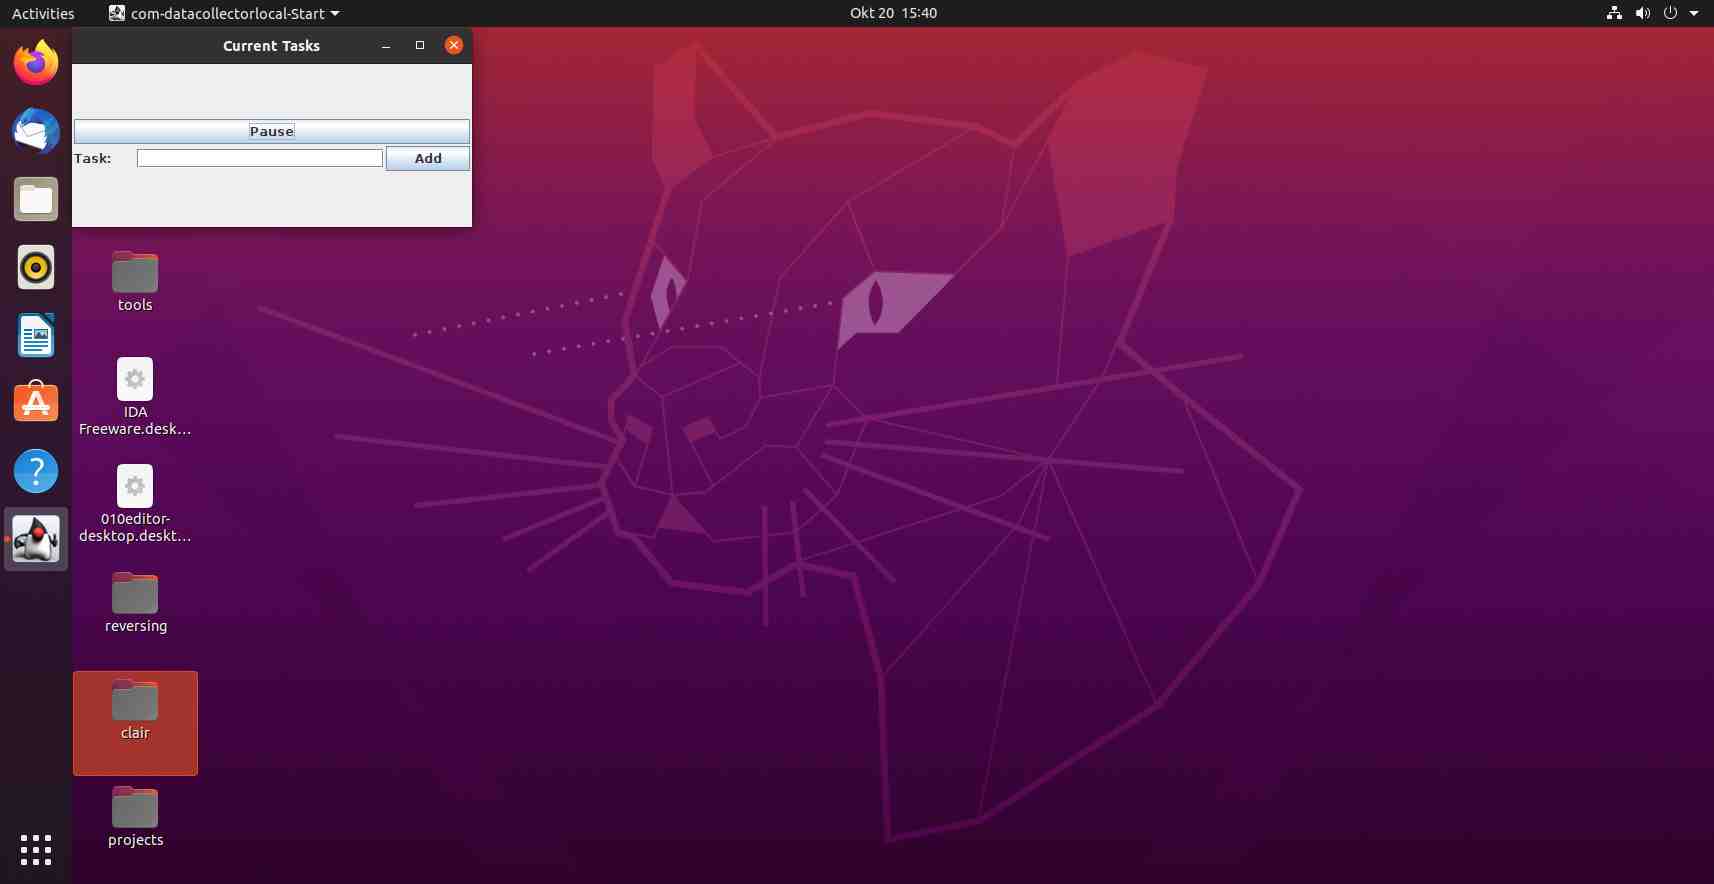 Activities
com-datacollectorlocal-Start
Okt 20 15:40
Current Tasks
Pause
Task:
Add
tools
IDA
Freeware.desk...
010editor-
desktop.deskt...
reversing
clair
projects